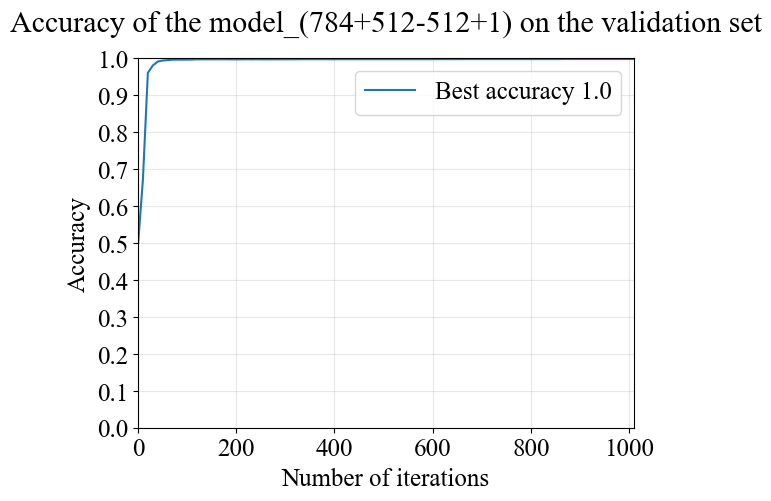 Accuracy of the model_(784+512-512+1) on the validation set
1.0
Best accuracy 1.0
0.9
0.8
0.7
0.6
0.5
0.4
0.3
0.2
0.1
0.0
Accuracy
0 200 400 600 800 1000
Number of iterations